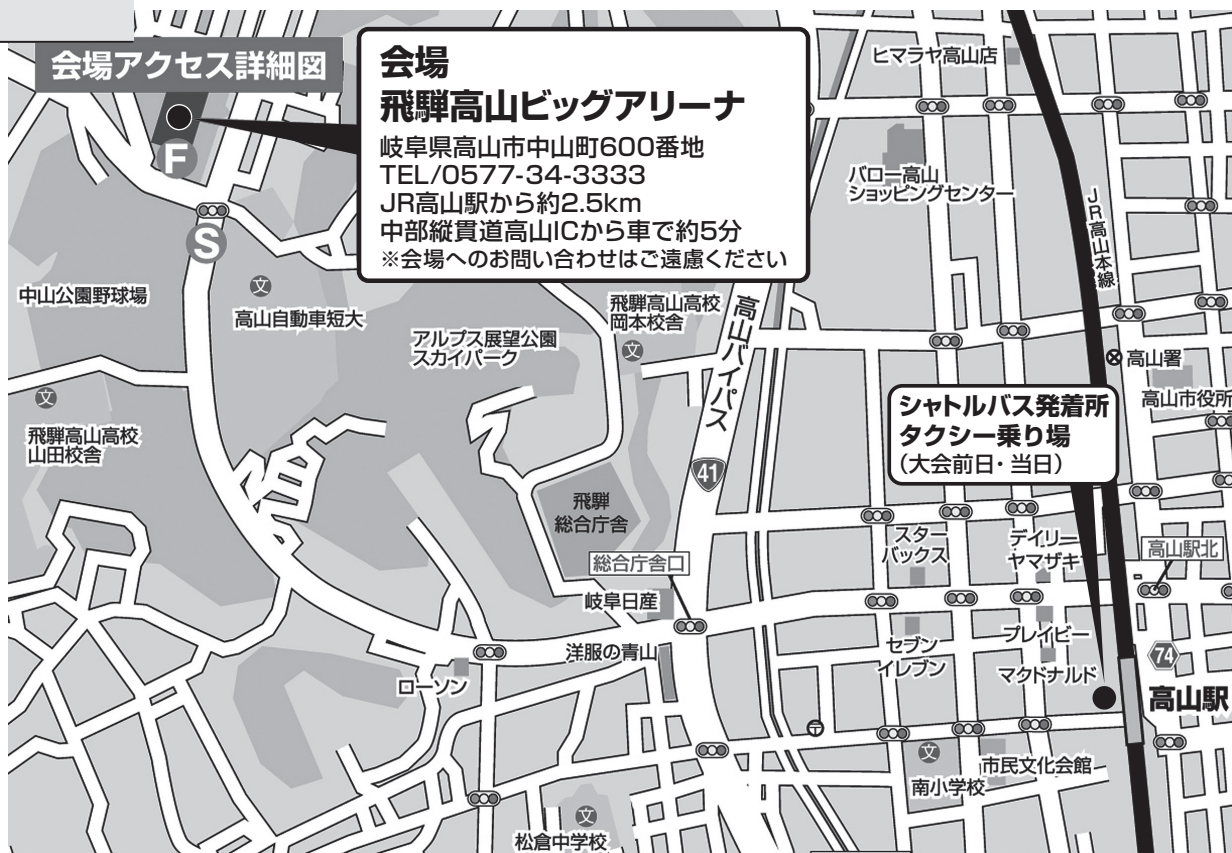 会場アクセス詳細図
会場
飛騨高山ビッグアリーナ
岐阜県高山市中山町600番地
TEL/0577-34-3333
JR高山駅から約2.5km
中部縦貫道高山ICから車で約5分
※会場へのお問い合わせはご遠慮ください
F
S
ヒマラヤ高山店
バロー高山
ショッピングセンター
JR高山本線
中山公園野球場
文
高山自動車短大
アルプス展望公園
スカイパーク
飛騨高山高校
岡本校舎
文
高山バイパス
高山署
高山市役所
文
飛騨高山高校
山田校舎
シャトルバス発着所
タクシー乗り場
(大会前日・当日)
41
飛騨
総合庁舎
総合庁舎口
スター
バックス
デイリー
ヤマザキ
高山駅北
岐阜日産
洋服の青山
ローソン
セブン
イレブン
プレイビー
マクドナルド
74
高山駅
〒
文
南小学校
市民文化会館
文
松倉中学校